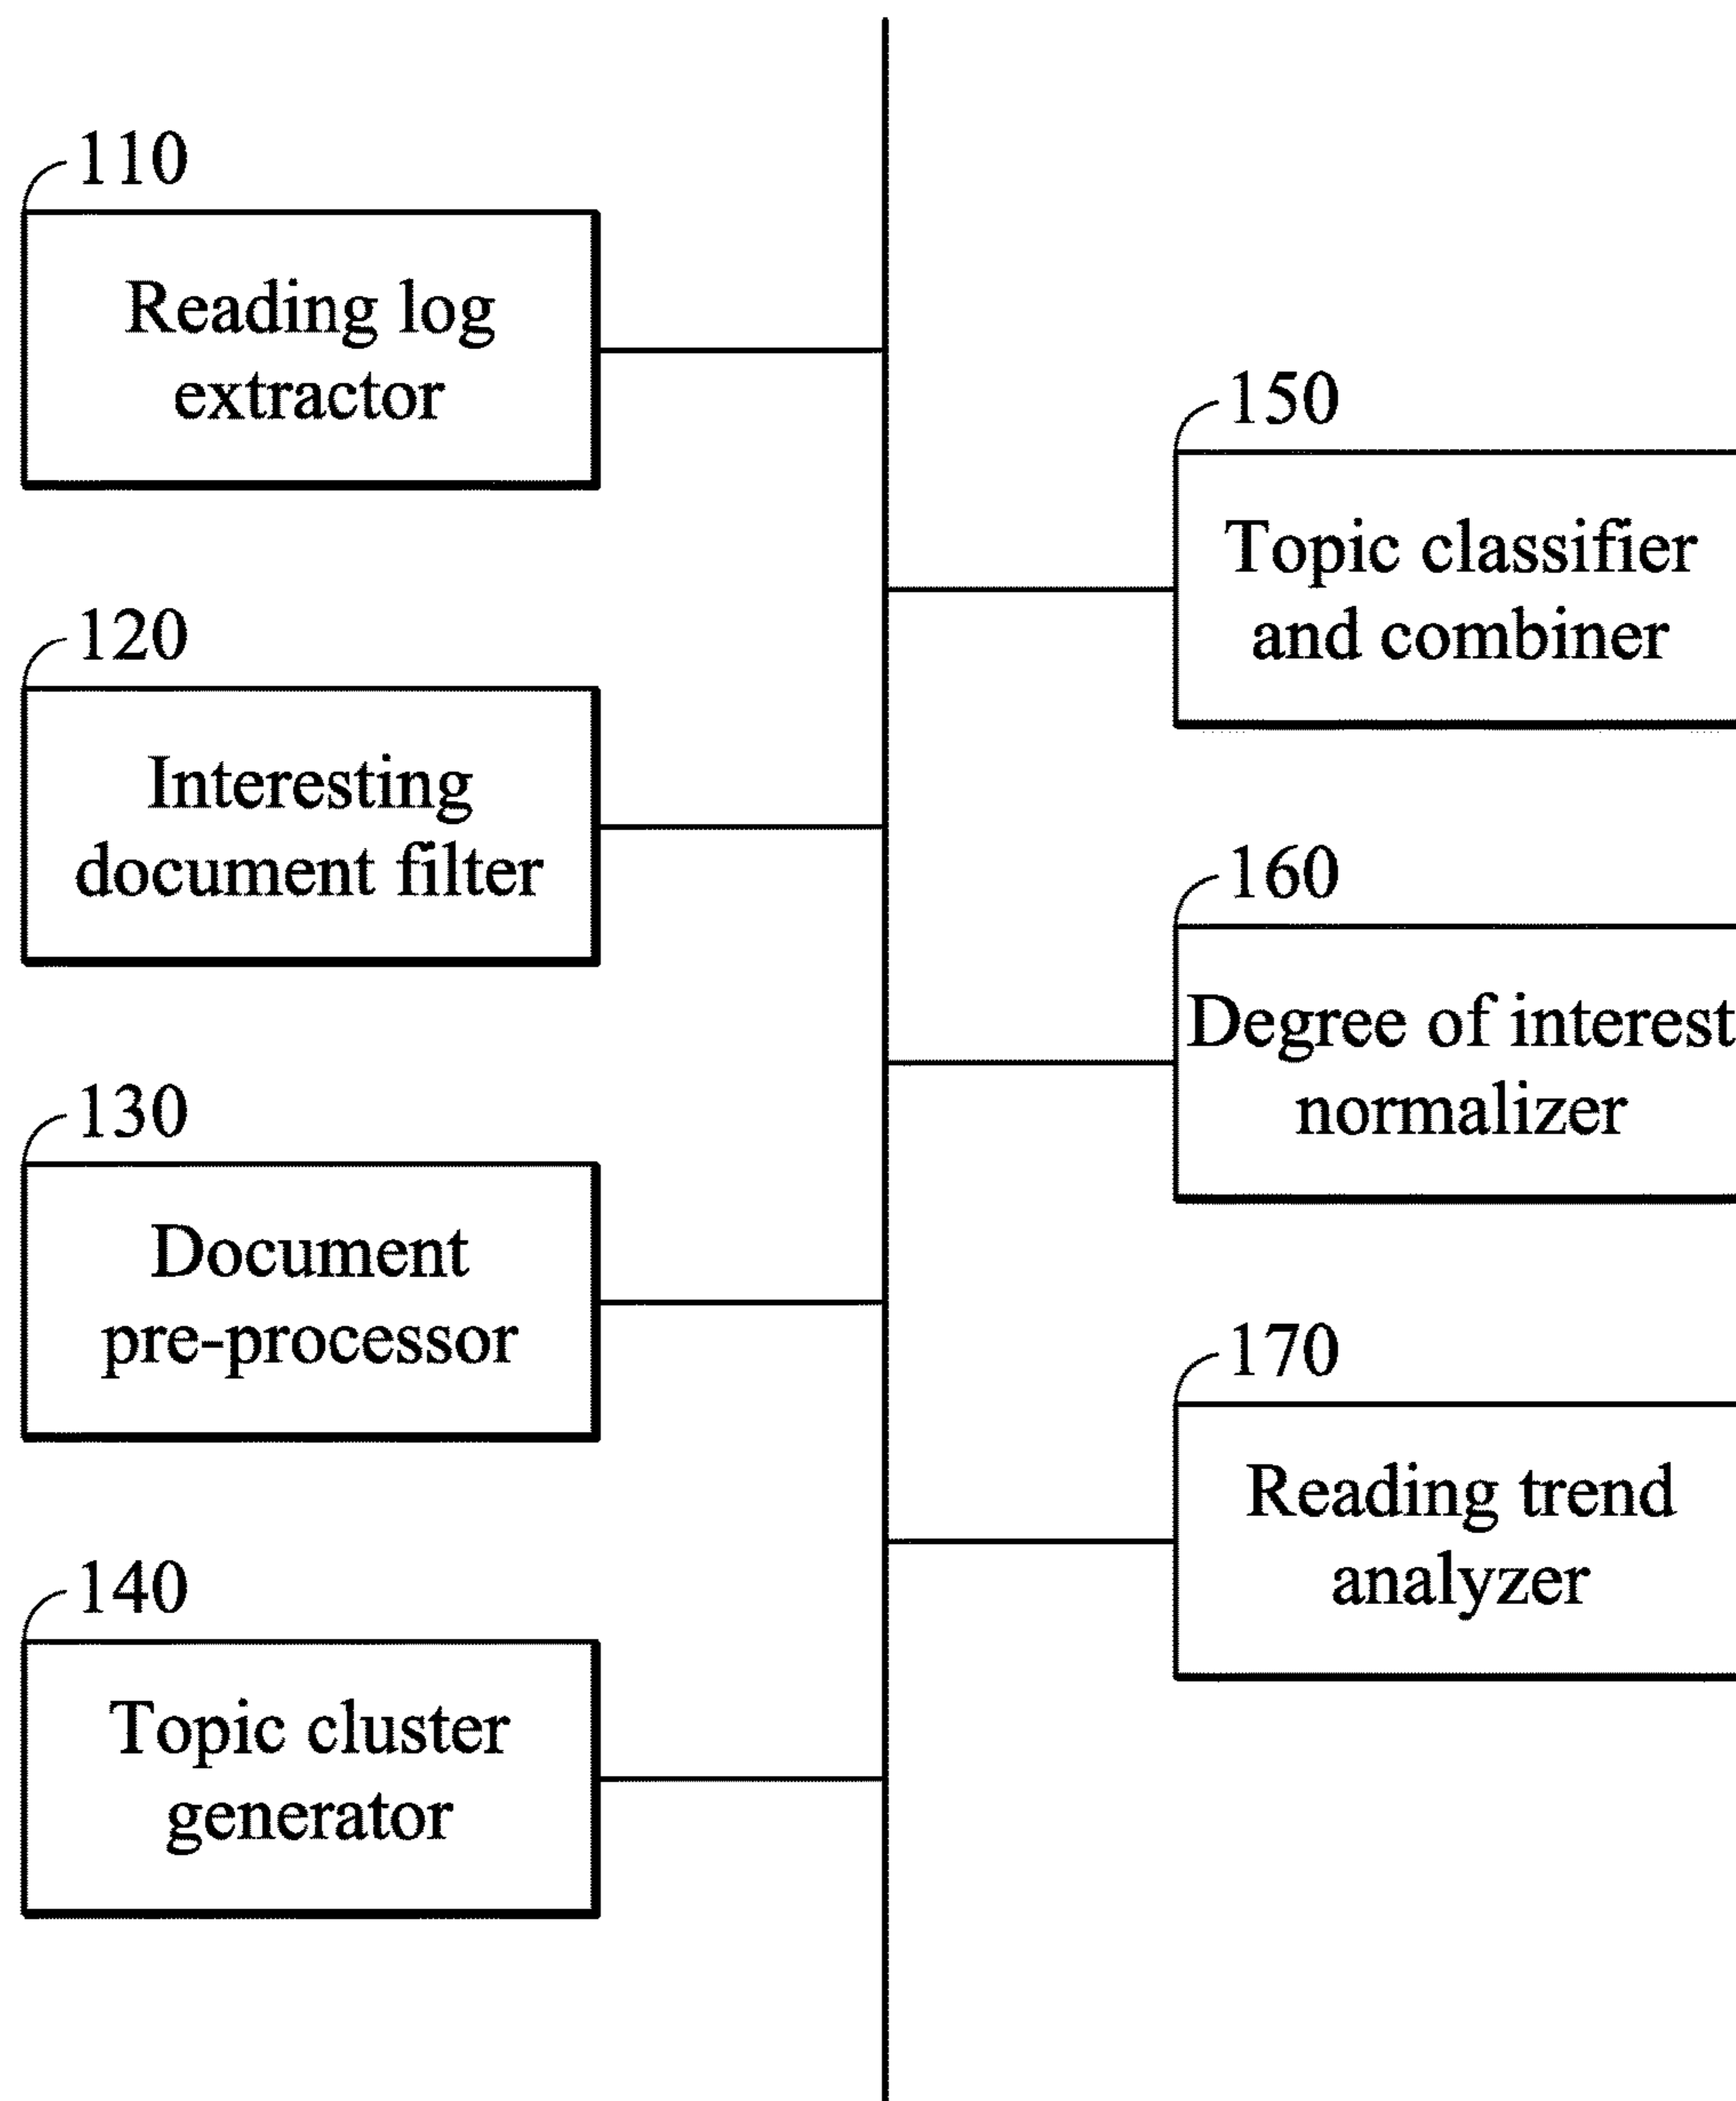 110
Reading log
extractor
120
Interesting
document filter
130
Document
pre-processor
140
Topic cluster
generator
150
Topic classifier
and combiner
160
Degree of interest
normalizer
170
Reading trend
analyzer